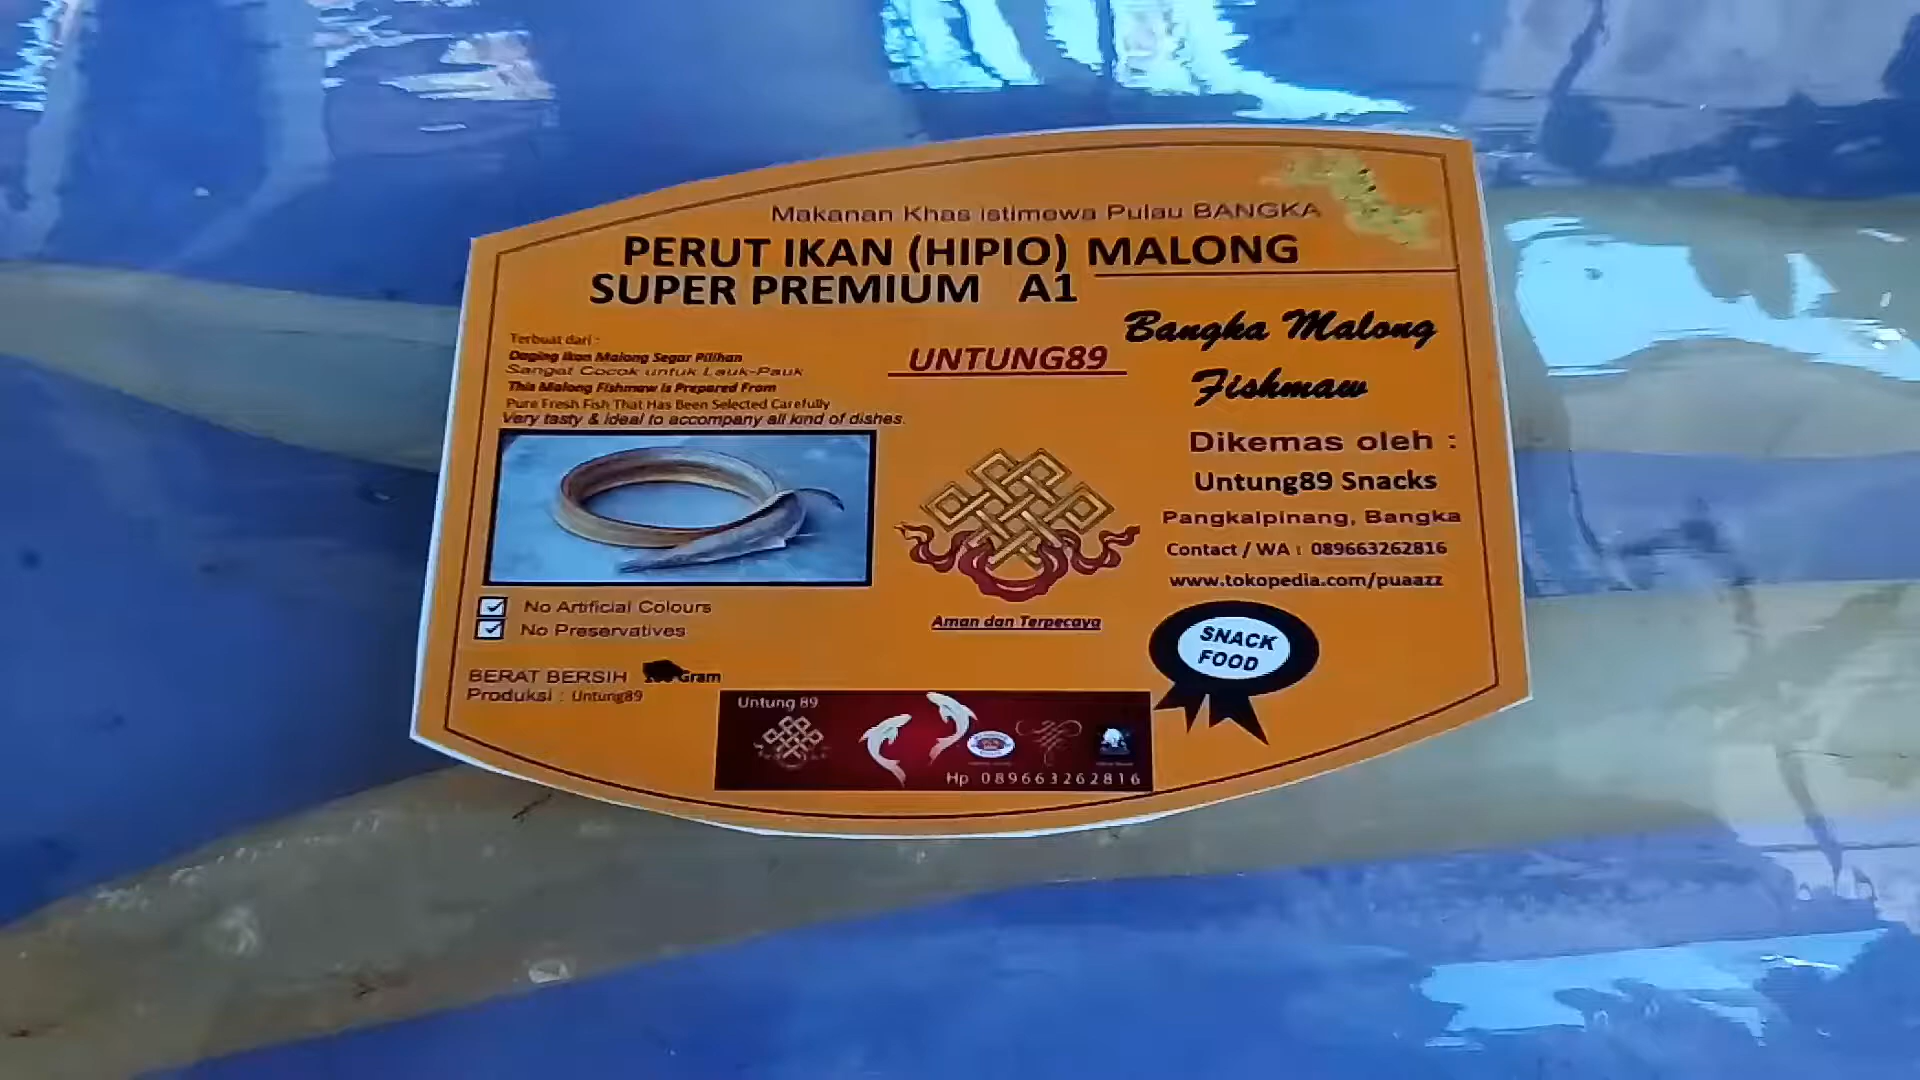 Makanan Khas istimewa Pulau BANGKA
PERUT IKAN (HIPIO) MALONG
SUPER PREMIUM A1
Terbuat dari :
Daging Ikan Malong Segar Pilihan
Sangat Cocok untuk Lauk-Pauk
This Malong Fishmaw is Prepared From
Pure Fresh Fish That Has Been Selected Carefully
Very tasty & ideal to accompany all kind of dishes.
UNTUNG89
Bangka Malong
Fishmaw
Dikemas oleh :
Untung89 Snacks
Pangkalpinang, Bangka
Contact / WA : 089663262816
www.tokopedia.com/puaazz
Aman dan Terpecaya
No Artificial Colours
No Preservatives
SNACK
FOOD
BERAT BERSIH Gram
Produksi : Untung89
Untung 89
Hp 089663262816